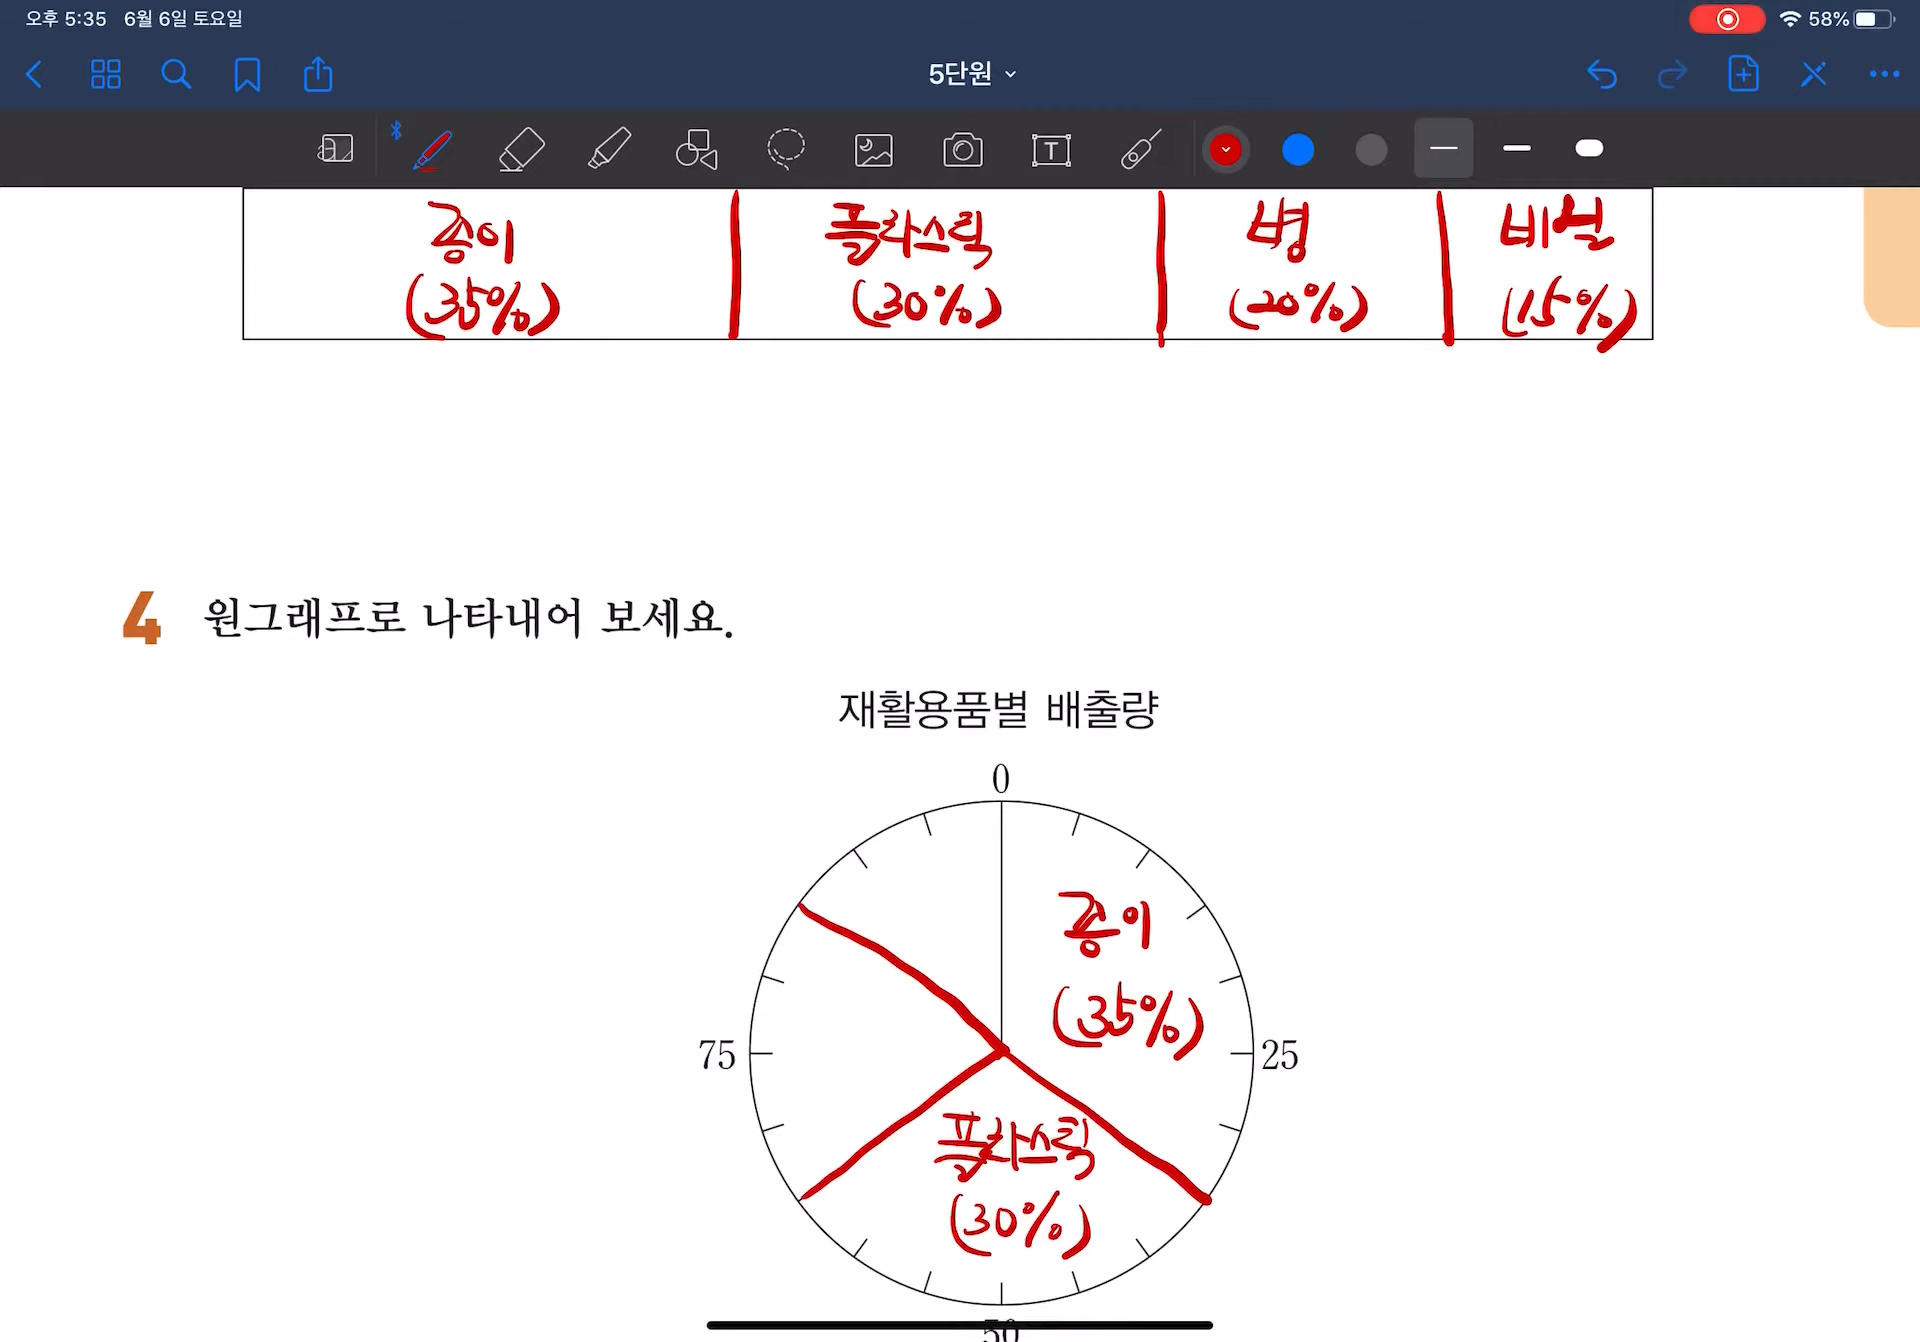 오후 5:35 6월 6일 토요일
58%
5단원
종이 플라스틱 병 비닐
(35%) (30%) (20%) (15%)
4 원그래프로 나타내어 보세요.
재활용품별 배출량
0
종이
(35%)
75 25
플라스틱
(30%)
50